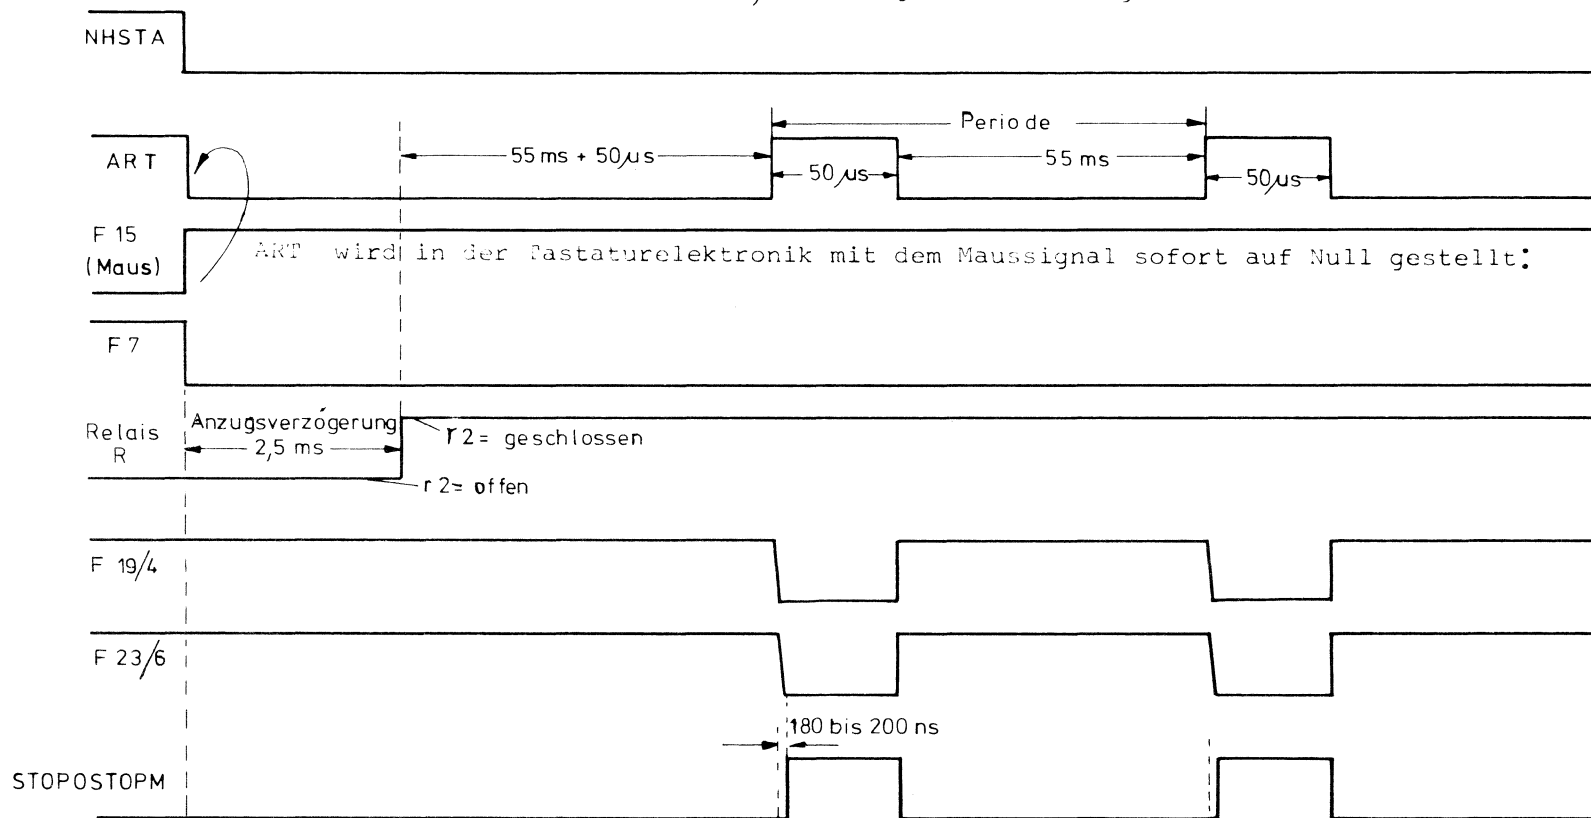 NHSTA
Periode
ART
55 ms + 50 µs
50 µs
55 ms
50 µs
F 15
(Maus)
ART wird in der Tastaturelektronik mit dem Maussignal sofort auf Null gestellt:
F 7
Relais
R
Anzugsverzögerung
2,5 ms
r2 = geschlossen
r 2 = offen
F 19/4
F 23/6
180 bis 200 ns
STOPOSTOPM